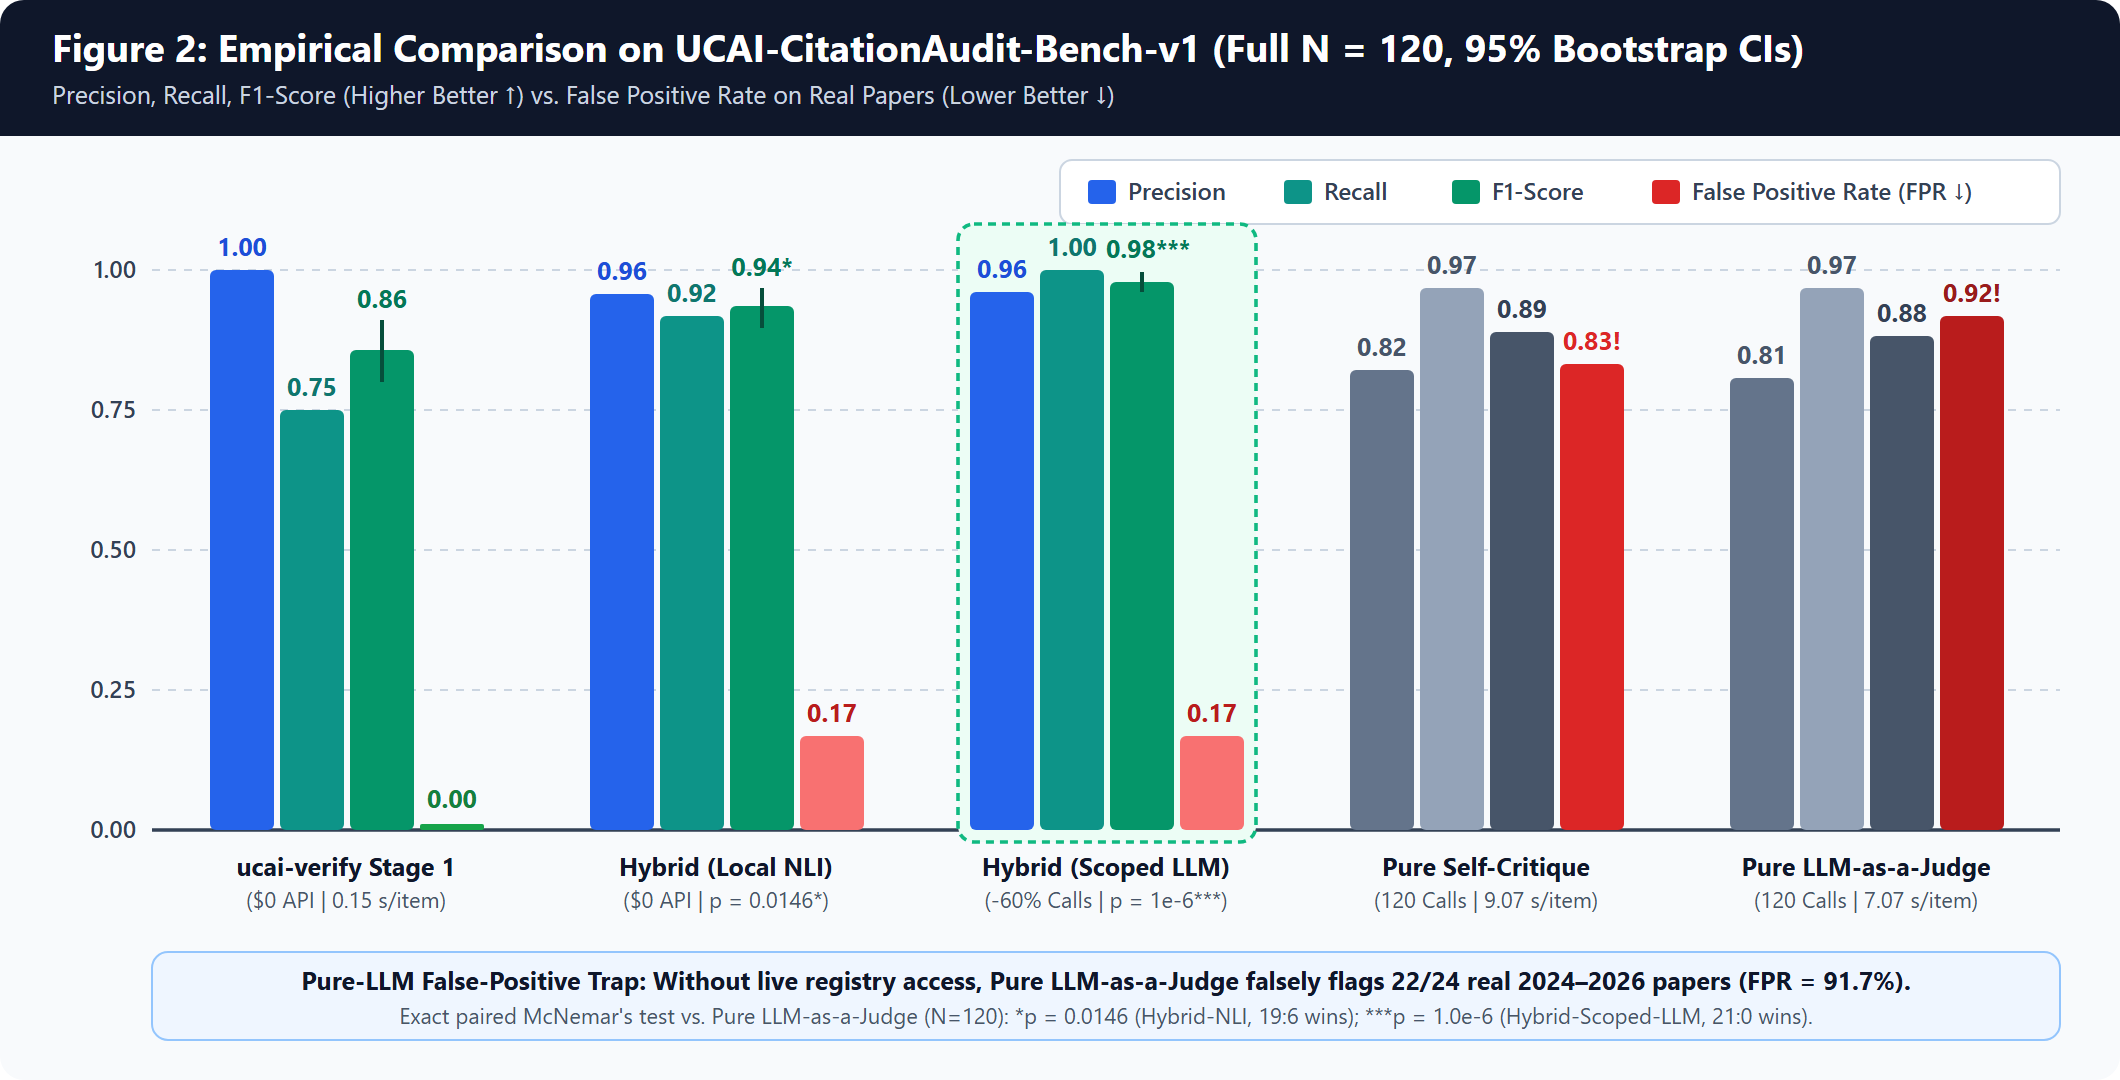 Figure 2: Empirical Comparison on UCAI-CitationAudit-Bench-v1 (Full N = 120, 95% Bootstrap CIs)
Precision, Recall, F1-Score (Higher Better ↑) vs. False Positive Rate on Real Papers (Lower Better ↓)
Precision
Recall
F1-Score
False Positive Rate (FPR ↓)
1.00
0.75
0.50
0.25
0.00
1.00
0.75
0.86
0.00
0.96
0.92
0.94*
0.17
0.96
1.00
0.98***
0.17
0.82
0.97
0.89
0.83!
0.81
0.97
0.88
0.92!
ucai-verify Stage 1
($0 API | 0.15 s/item)
Hybrid (Local NLI)
($0 API | p = 0.0146*)
Hybrid (Scoped LLM)
(-60% Calls | p = 1e-6***)
Pure Self-Critique
(120 Calls | 9.07 s/item)
Pure LLM-as-a-Judge
(120 Calls | 7.07 s/item)
Pure-LLM False-Positive Trap: Without live registry access, Pure LLM-as-a-Judge falsely flags 22/24 real 2024–2026 papers (FPR = 91.7%).
Exact paired McNemar's test vs. Pure LLM-as-a-Judge (N=120): *p = 0.0146 (Hybrid-NLI, 19:6 wins); ***p = 1.0e-6 (Hybrid-Scoped-LLM, 21:0 wins).